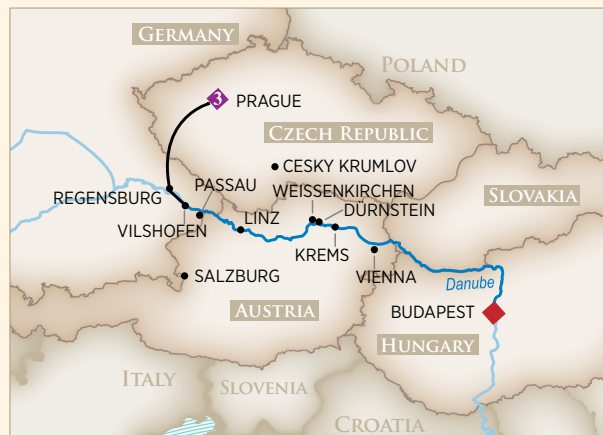 GERMANY
POLAND
3 PRAGUE
CZECH REPUBLIC
CESKY KRUMLOV
PASSAU
WEISSENKIRCHEN
SLOVAKIA
REGENSBURG
LINZ
DÜRNSTEIN
VILSHOFEN
KREMS
VIENNA
SALZBURG
Danube
AUSTRIA
BUDAPEST
HUNGARY
ITALY
SLOVENIA
CROATIA